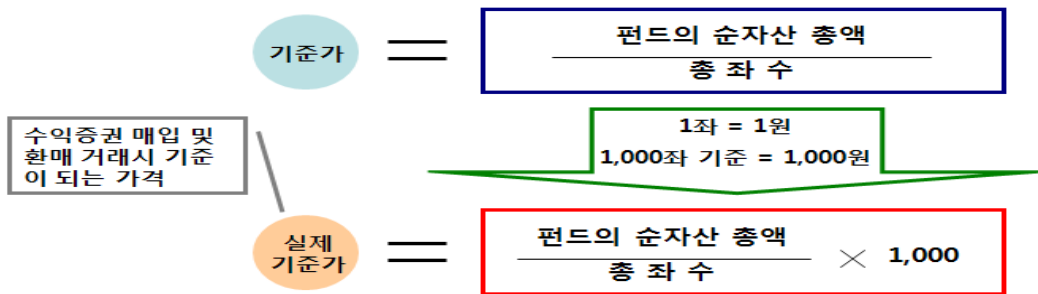 기준가
펀드의 순자산 총액
총 좌 수
1좌 = 1원
1,000좌 기준 = 1,000원
수익증권 매입 및
환매 거래시 기준
이 되는 가격
실제
기준가
펀드의 순자산 총액
총 좌 수
× 1,000